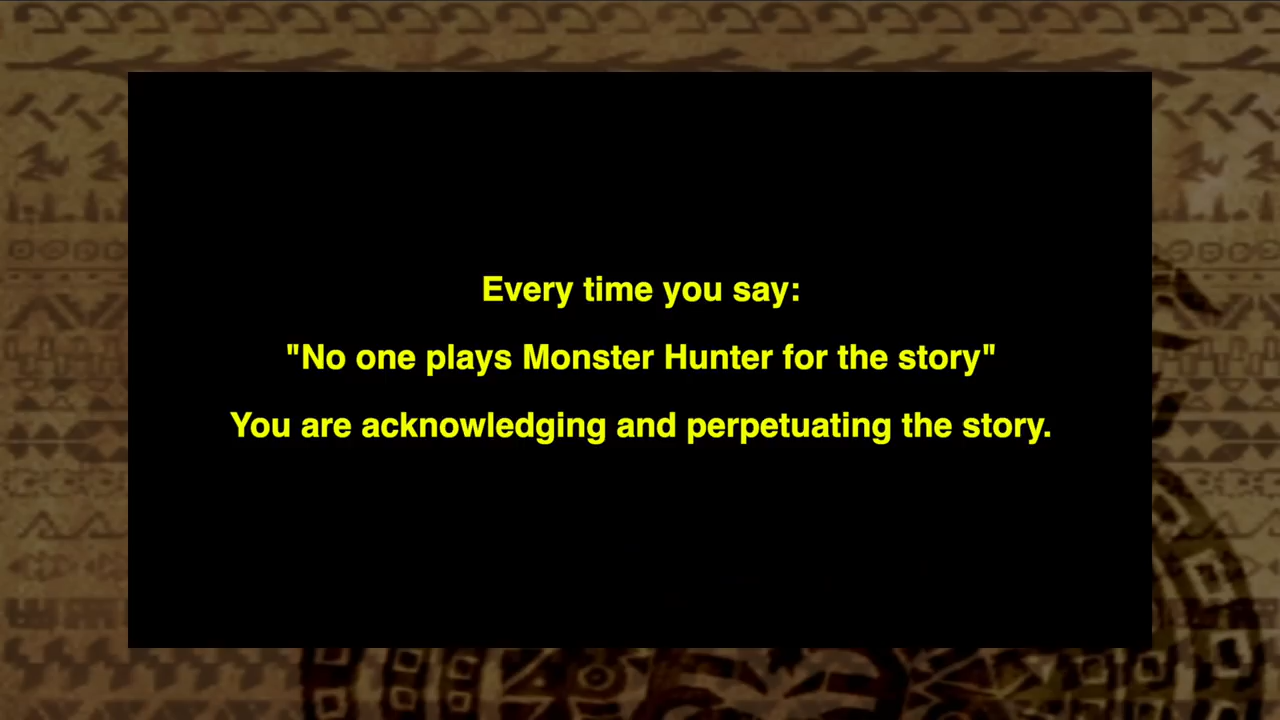 Every time you say:
"No one plays Monster Hunter for the story"
You are acknowledging and perpetuating the story.